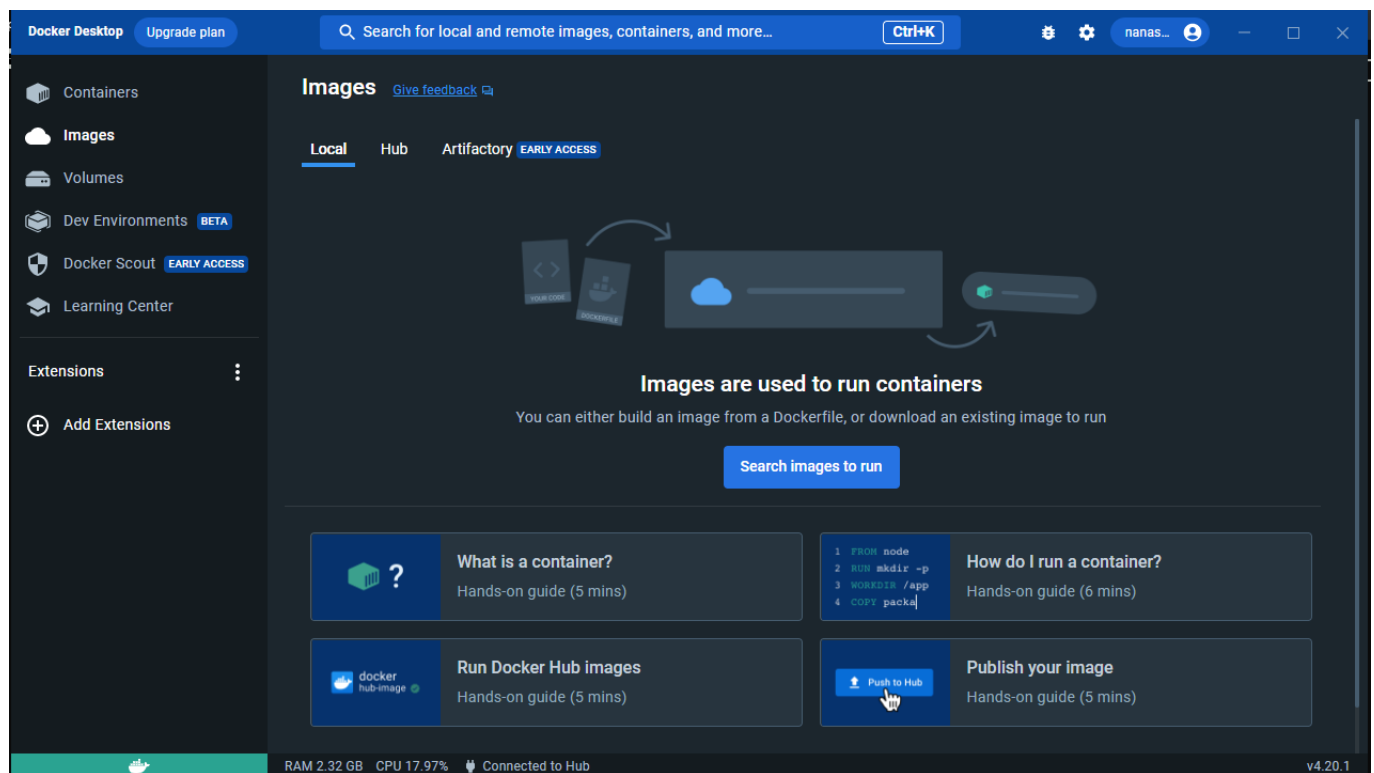 Docker Desktop Upgrade plan Search for local and remote images, containers, and more... Ctrl+K nanas...
Containers
Images
Volumes
Dev Environments BETA
Docker Scout EARLY ACCESS
Learning Center
Extensions
Add Extensions
Images Give feedback
Local Hub Artifactory EARLY ACCESS
YOUR CODE
DOCKERFILE
Images are used to run containers
You can either build an image from a Dockerfile, or download an existing image to run
Search images to run
?
What is a container?
Hands-on guide (5 mins)
1 FROM node
2 RUN mkdir -p
3 WORKDIR /app
4 COPY packa
How do I run a container?
Hands-on guide (6 mins)
docker
hub-image
Run Docker Hub images
Hands-on guide (5 mins)
Push to Hub
Publish your image
Hands-on guide (5 mins)
RAM 2.32 GB CPU 17.97% Connected to Hub v4.20.1